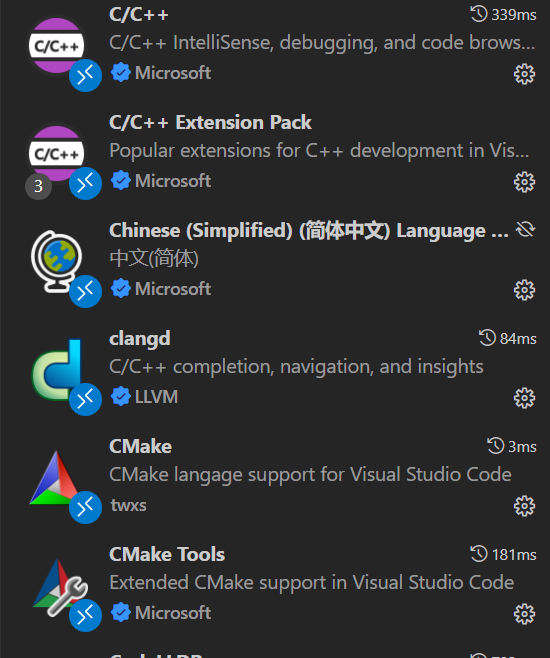 C/C++
339ms
C/C++ IntelliSense, debugging, and code brows...
Microsoft
C/C++ Extension Pack
Popular extensions for C++ development in Vis...
3
Microsoft
Chinese (Simplified) (简体中文) Language ...
中文(简体)
Microsoft
clangd
84ms
C/C++ completion, navigation, and insights
LLVM
CMake
3ms
CMake langage support for Visual Studio Code
twxs
CMake Tools
181ms
Extended CMake support in Visual Studio Code
Microsoft